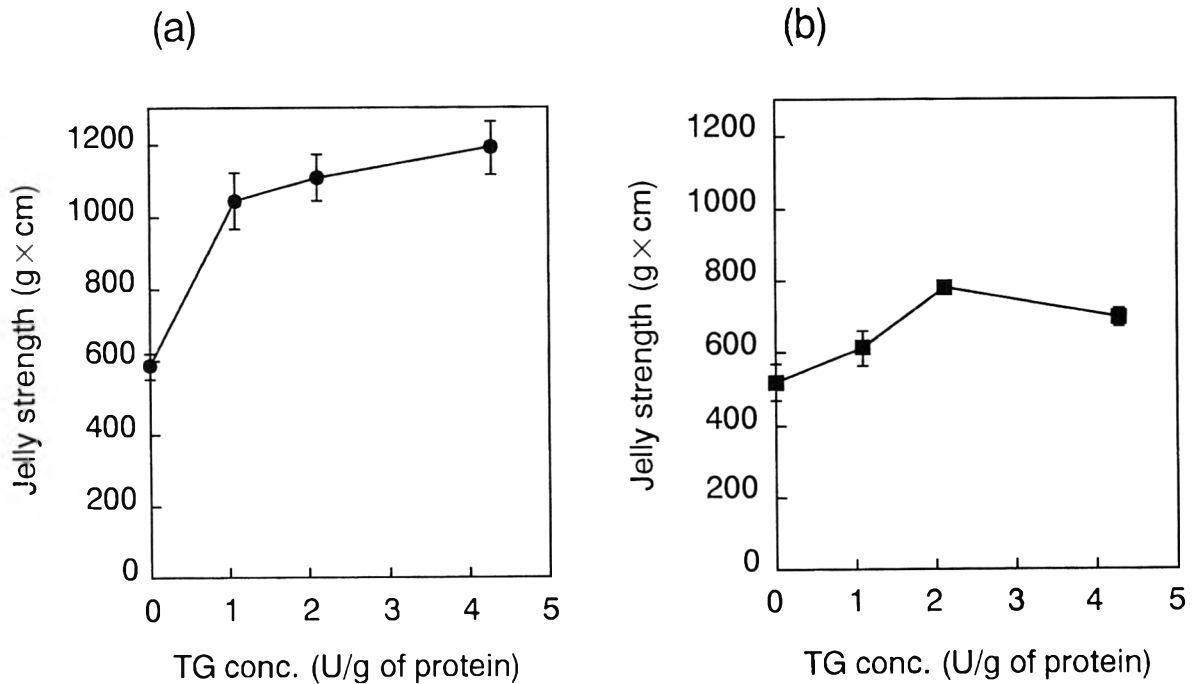 (a)
Jelly strength (g × cm)
1200
1000
800
600
400
200
0
0 1 2 3 4 5
TG conc. (U/g of protein)
(b)
Jelly strength (g × cm)
1200
1000
800
600
400
200
0
0 1 2 3 4 5
TG conc. (U/g of protein)